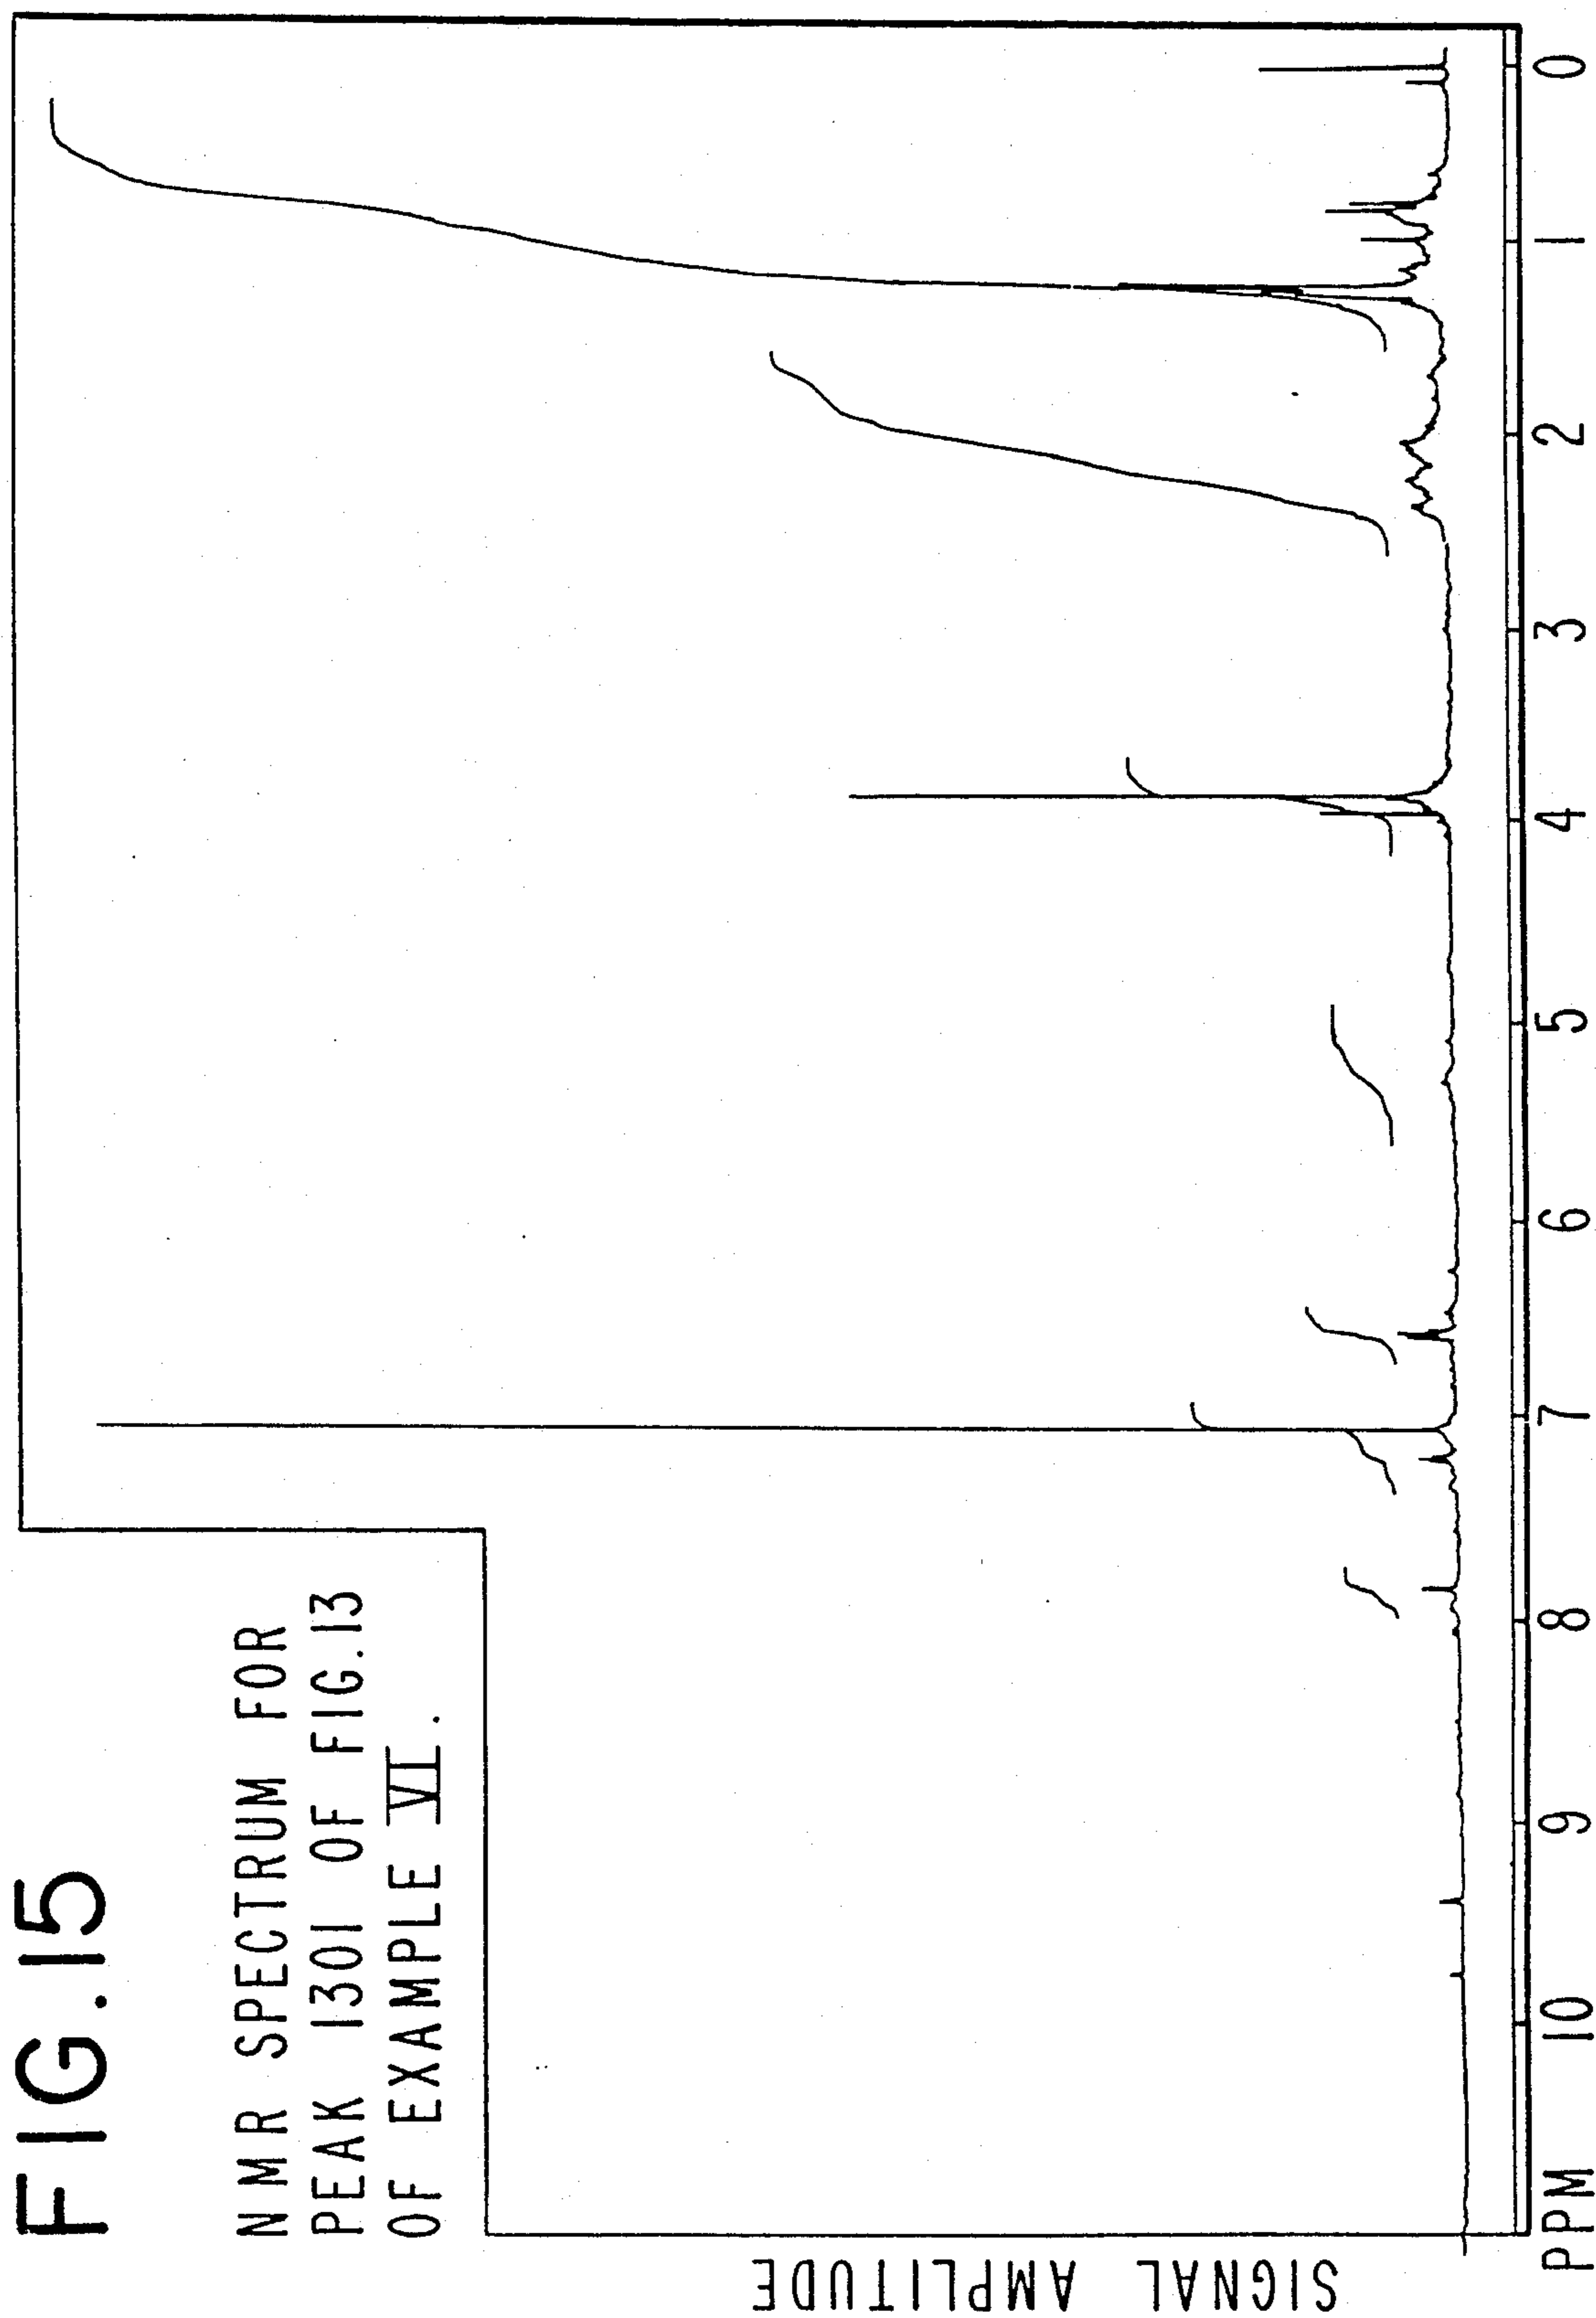 FIG.15
NMR SPECTRUM FOR
PEAK 1301 OF FIG.13
OF EXAMPLE VI.
SIGNAL AMPLITUDE
PPM 10 9 8 7 6 5 4 3 2 1 0